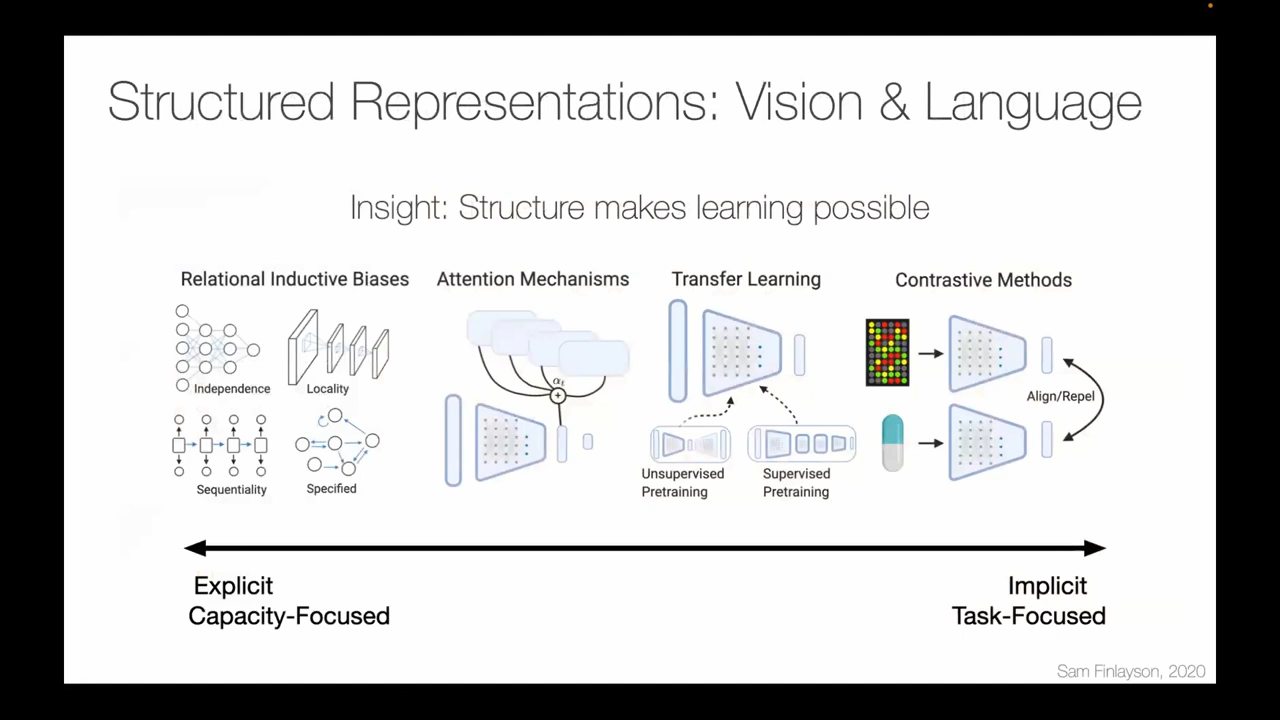 Structured Representations: Vision & Language
Insight: Structure makes learning possible
Relational Inductive Biases
Independence
Locality
Sequentiality
Specified
Attention Mechanisms
αt
+
Transfer Learning
Unsupervised
Pretraining
Supervised
Pretraining
Contrastive Methods
Align/Repel
Explicit
Capacity-Focused
Implicit
Task-Focused
Sam Finlayson, 2020